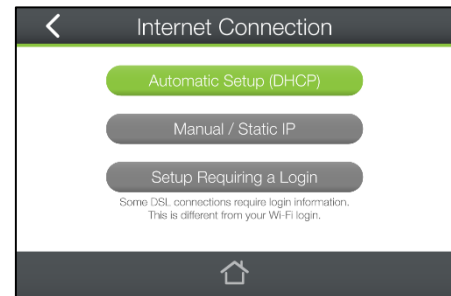 Internet Connection
Automatic Setup (DHCP)
Manual / Static IP
Setup Requiring a Login
Some DSL connections require login information.
This is different from your Wi-Fi login.